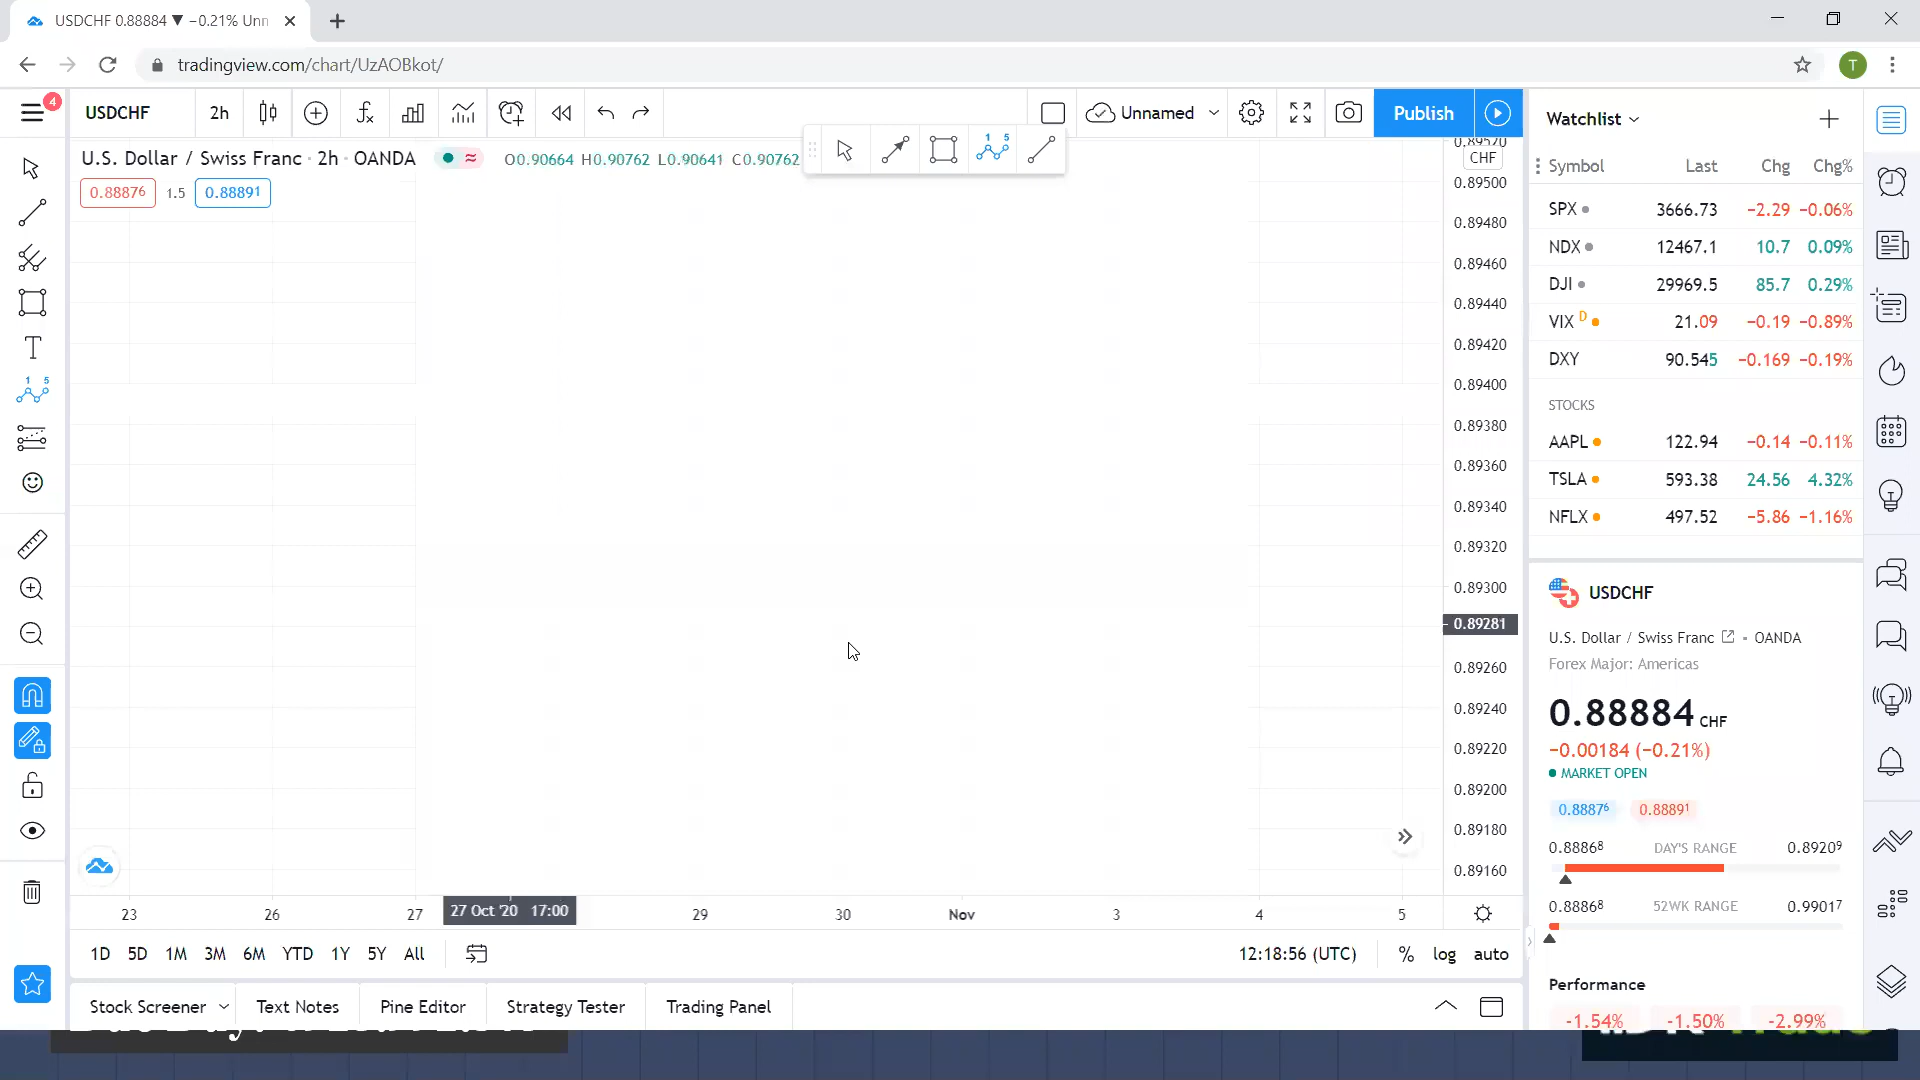 USDCHF 0.88884 ▼ −0.21% Unn
tradingview.com/chart/UzAOBkot/
4
USDCHF
2h
Unnamed
Publish
U.S. Dollar / Swiss Franc · 2h · OANDA
O0.90664 H0.90762 L0.90641 C0.90762
0.88876 1.5 0.88891
1 5
1 5
CHF
0.89520
0.89500
0.89480
0.89460
0.89440
0.89420
0.89400
0.89380
0.89360
0.89340
0.89320
0.89300
0.89281
0.89260
0.89240
0.89220
0.89200
0.89180
0.89160
23 26 27 27 Oct '20 17:00 29 30 Nov 3 4 5
1D 5D 1M 3M 6M YTD 1Y 5Y All
12:18:56 (UTC) % log auto
Stock Screener Text Notes Pine Editor Strategy Tester Trading Panel
T
Watchlist
Symbol Last Chg Chg%
SPX 3666.73 −2.29 −0.06%
NDX 12467.1 10.7 0.09%
DJI 29969.5 85.7 0.29%
VIX D 21.09 −0.19 −0.89%
DXY 90.545 −0.169 −0.19%
STOCKS
AAPL 122.94 −0.14 −0.11%
TSLA 593.38 24.56 4.32%
NFLX 497.52 −5.86 −1.16%
USDCHF
U.S. Dollar / Swiss Franc • OANDA
Forex Major: Americas
0.88884 CHF
−0.00184 (−0.21%)
MARKET OPEN
0.88876 0.88891
0.88868 DAY'S RANGE 0.89209
0.88868 52WK RANGE 0.99017
Performance
-1.54% -1.50% -2.99%